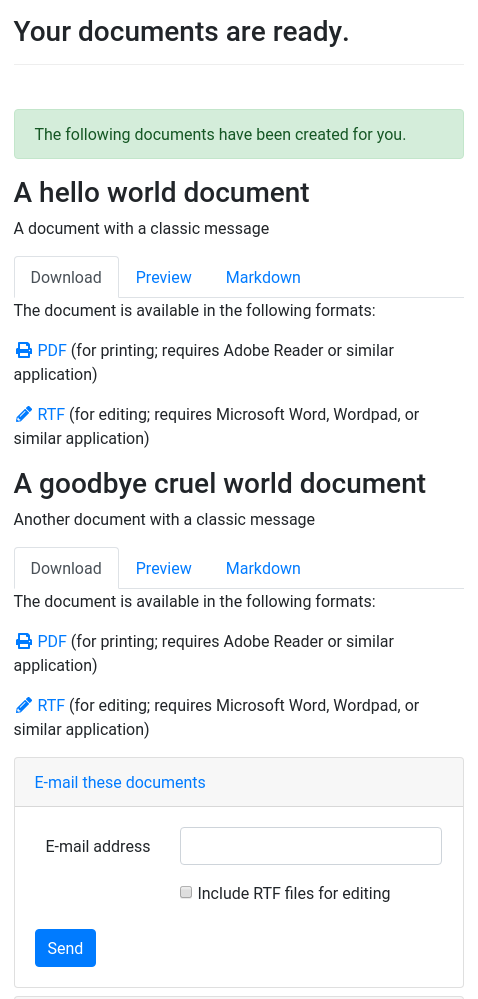 Your documents are ready.
The following documents have been created for you.
A hello world document
A document with a classic message
Download Preview Markdown
The document is available in the following formats:
PDF (for printing; requires Adobe Reader or similar
application)
RTF (for editing; requires Microsoft Word, Wordpad, or
similar application)
A goodbye cruel world document
Another document with a classic message
Download Preview Markdown
The document is available in the following formats:
PDF (for printing; requires Adobe Reader or similar
application)
RTF (for editing; requires Microsoft Word, Wordpad, or
similar application)
E-mail these documents
E-mail address
Include RTF files for editing
Send